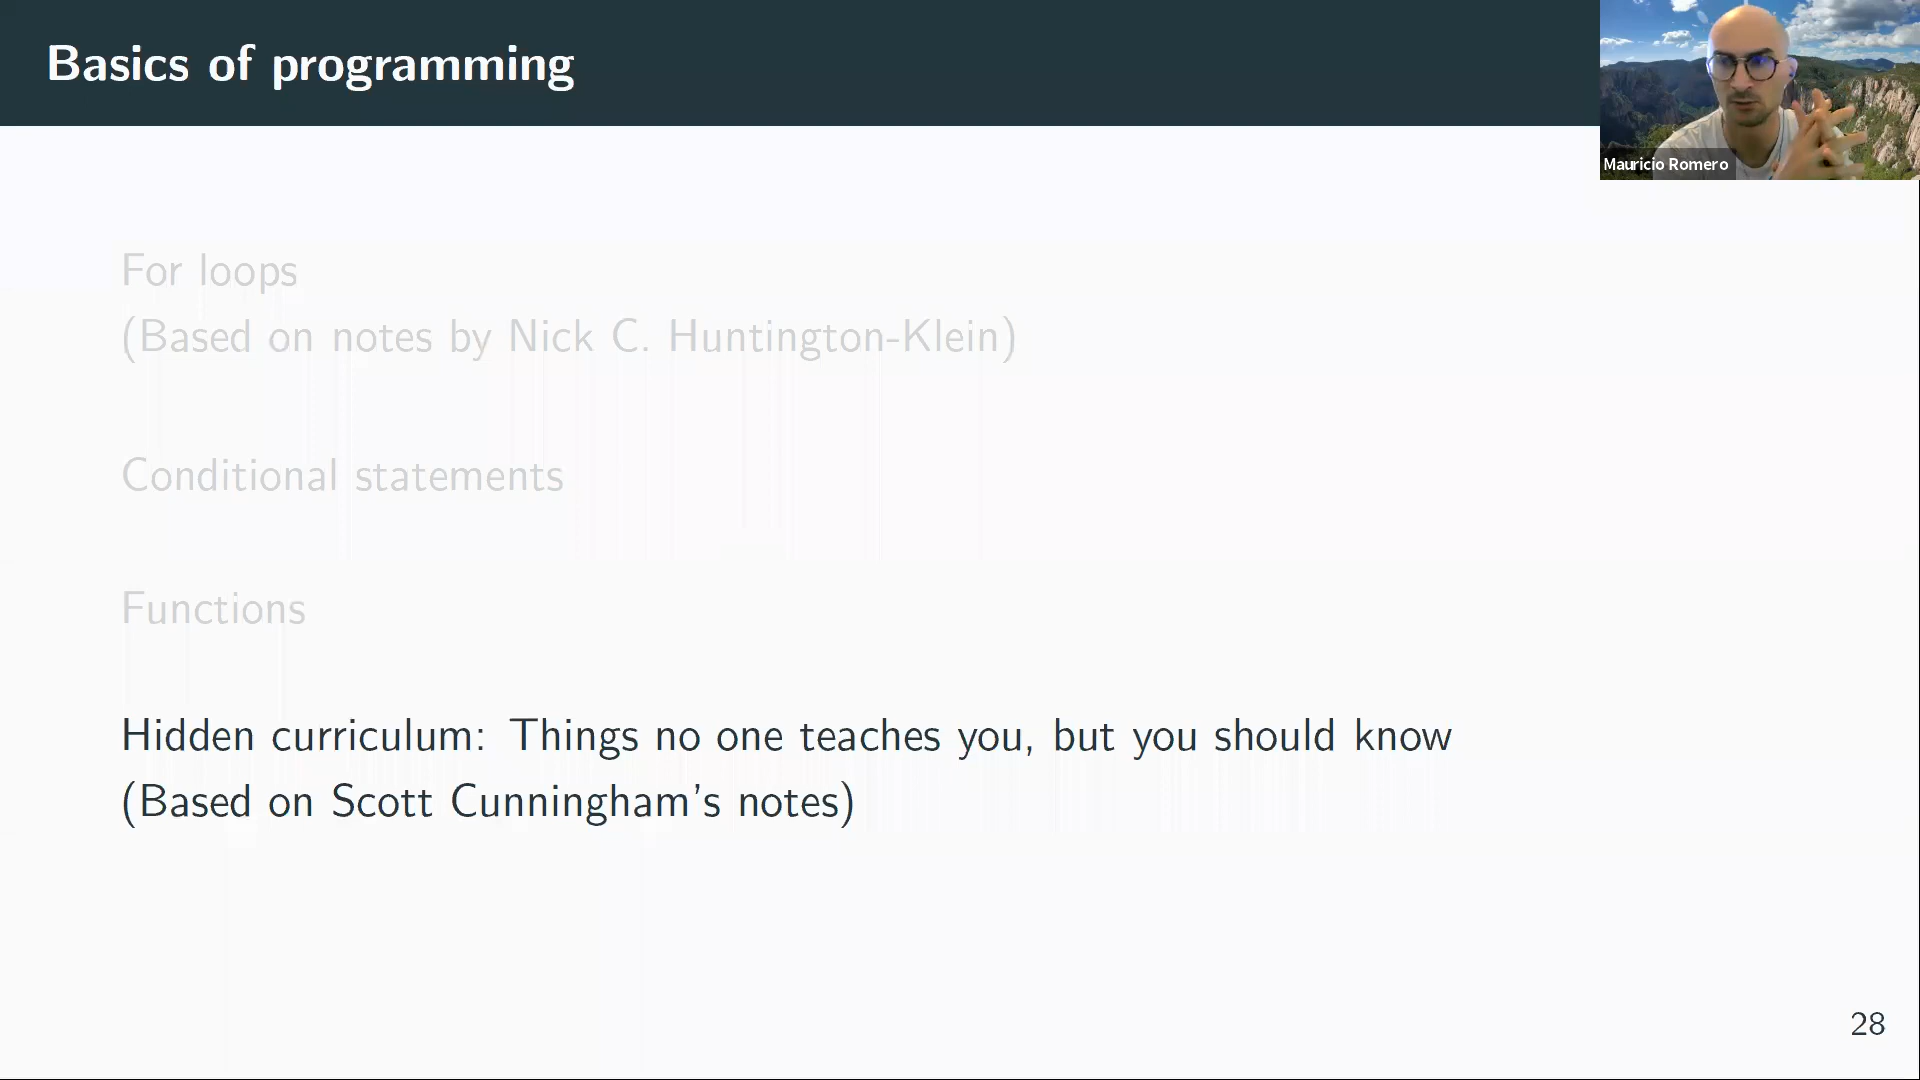 Basics of programming
Mauricio Romero
For loops
(Based on notes by Nick C. Huntington-Klein)
Conditional statements
Functions
Hidden curriculum: Things no one teaches you, but you should know
(Based on Scott Cunningham's notes)
28